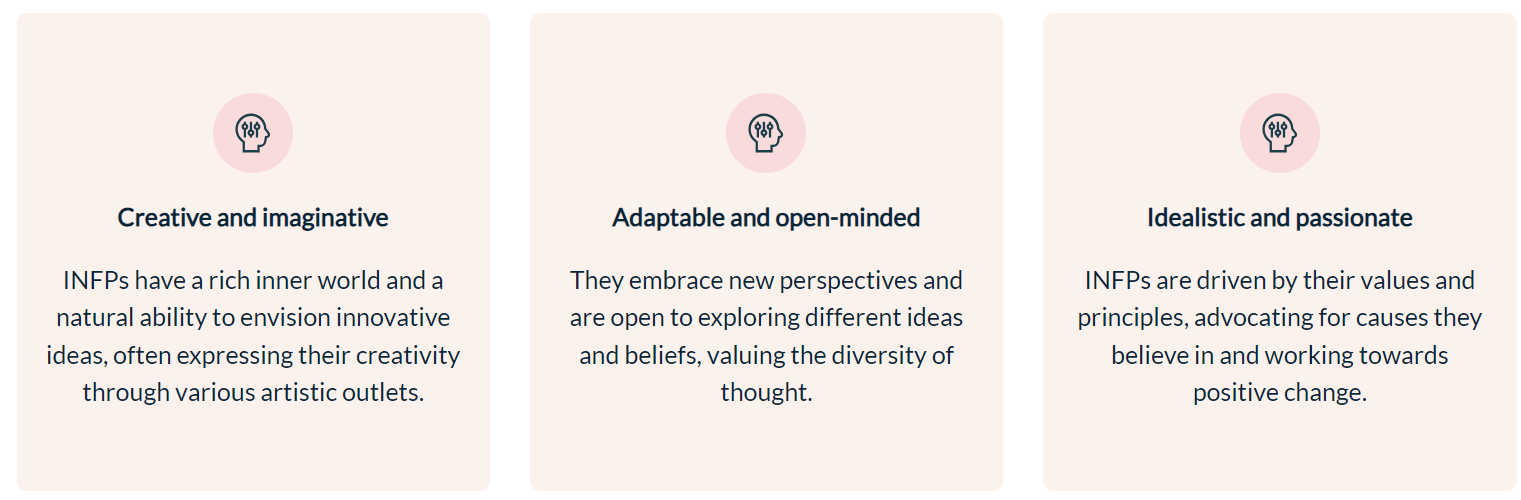 Creative and imaginative
INFPs have a rich inner world and a
natural ability to envision innovative
ideas, often expressing their creativity
through various artistic outlets.
Adaptable and open-minded
They embrace new perspectives and
are open to exploring different ideas
and beliefs, valuing the diversity of
thought.
Idealistic and passionate
INFPs are driven by their values and
principles, advocating for causes they
believe in and working towards
positive change.